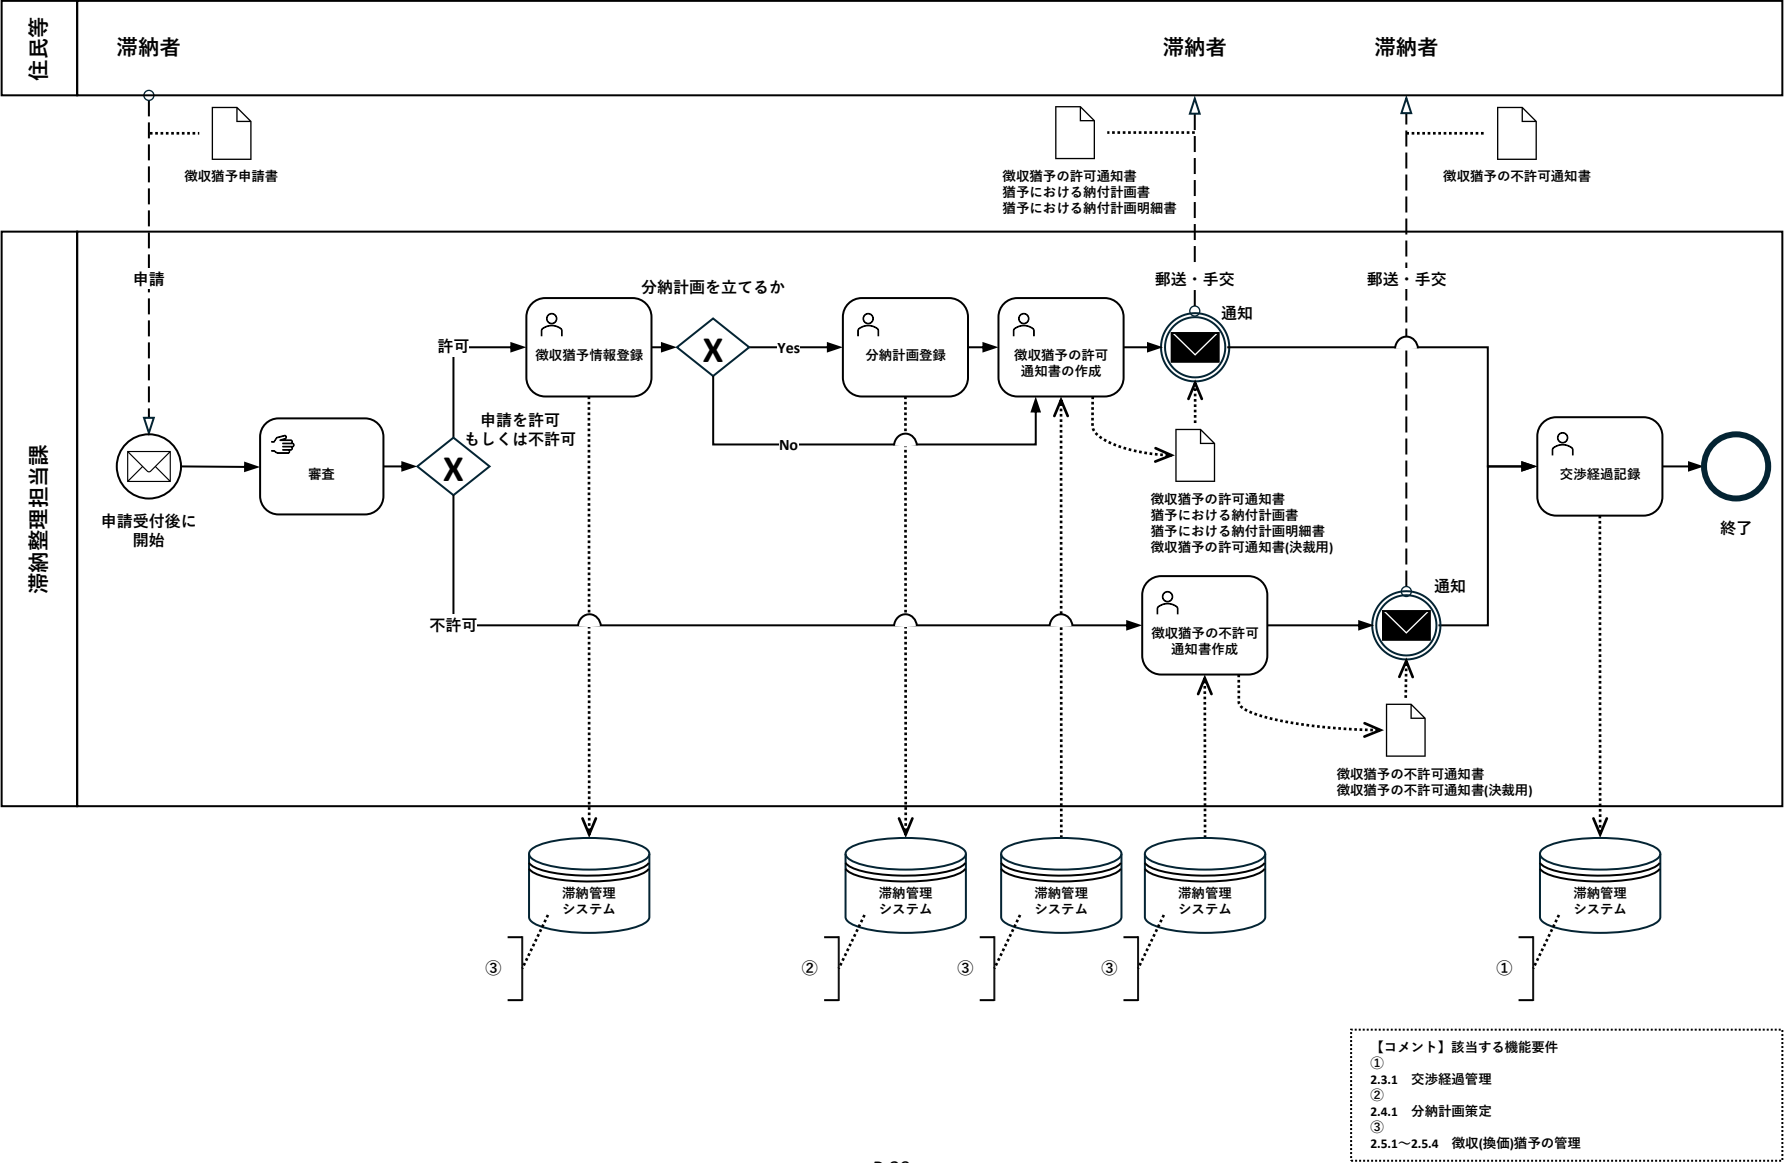 住民等
滞納者
滞納者
滞納者
徴収猶予申請書
徴収猶予の許可通知書
猶予における納付計画書
猶予における納付計画明細書
徴収猶予の不許可通知書
滞納整理担当課
申請
郵送・手交
郵送・手交
分納計画を立てるか
通知
許可
徴収猶予情報登録
X
Yes
分納計画登録
徴収猶予の許可
通知書の作成
申請を許可
もしくは不許可
No
X
審査
交渉経過記録
申請受付後に
開始
終了
徴収猶予の許可通知書
猶予における納付計画書
猶予における納付計画明細書
徴収猶予の許可通知書(決裁用)
通知
不許可
徴収猶予の不許可
通知書作成
徴収猶予の不許可通知書
徴収猶予の不許可通知書(決裁用)
滞納管理
システム
滞納管理
システム
滞納管理
システム
滞納管理
システム
滞納管理
システム
③
②
③
③
①
【コメント】該当する機能要件
①
2.3.1　交渉経過管理
②
2.4.1　分納計画策定
③
2.5.1～2.5.4　徴収(換価)猶予の管理